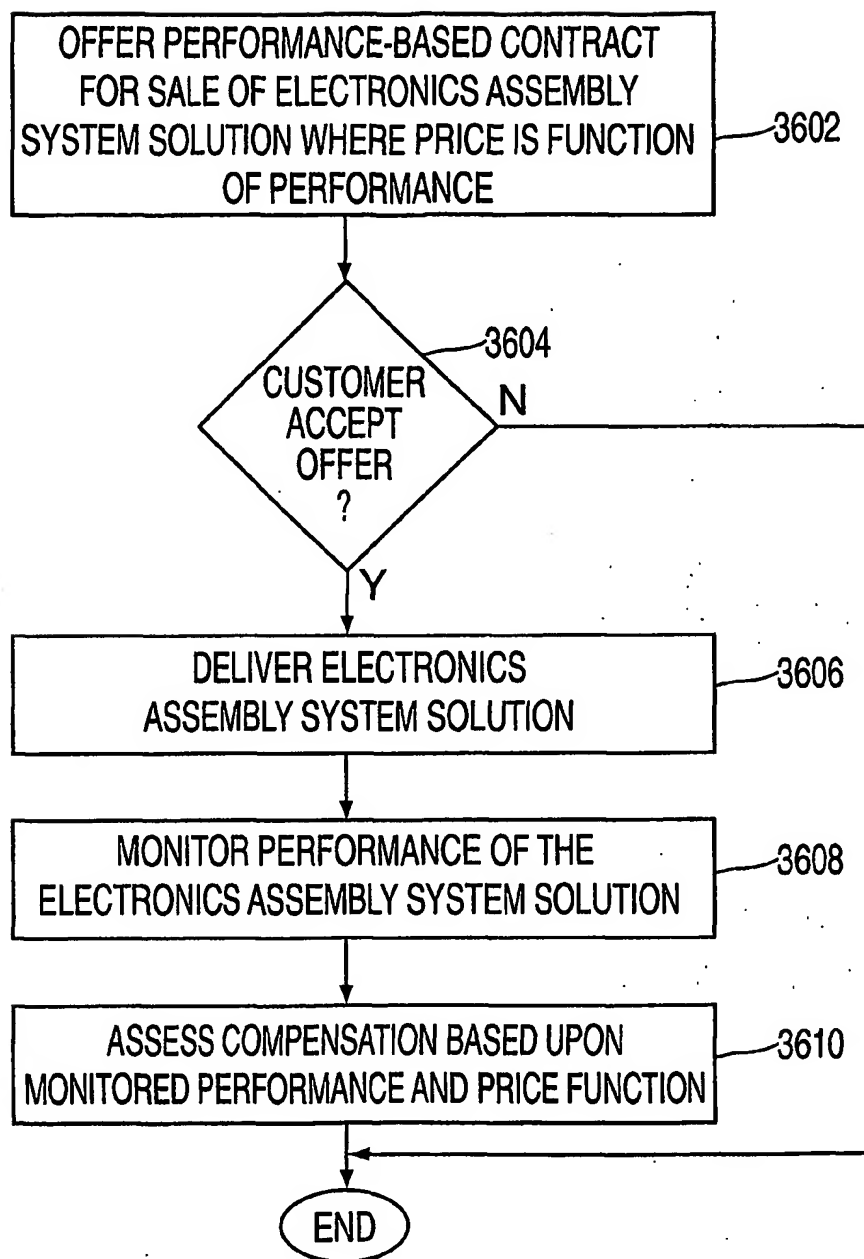 OFFER PERFORMANCE-BASED CONTRACT
FOR SALE OF ELECTRONICS ASSEMBLY
SYSTEM SOLUTION WHERE PRICE IS FUNCTION
OF PERFORMANCE
3602
3604
CUSTOMER
ACCEPT
OFFER
?
N
Y
DELIVER ELECTRONICS
ASSEMBLY SYSTEM SOLUTION
3606
MONITOR PERFORMANCE OF THE
ELECTRONICS ASSEMBLY SYSTEM SOLUTION
3608
ASSESS COMPENSATION BASED UPON
MONITORED PERFORMANCE AND PRICE FUNCTION
3610
END